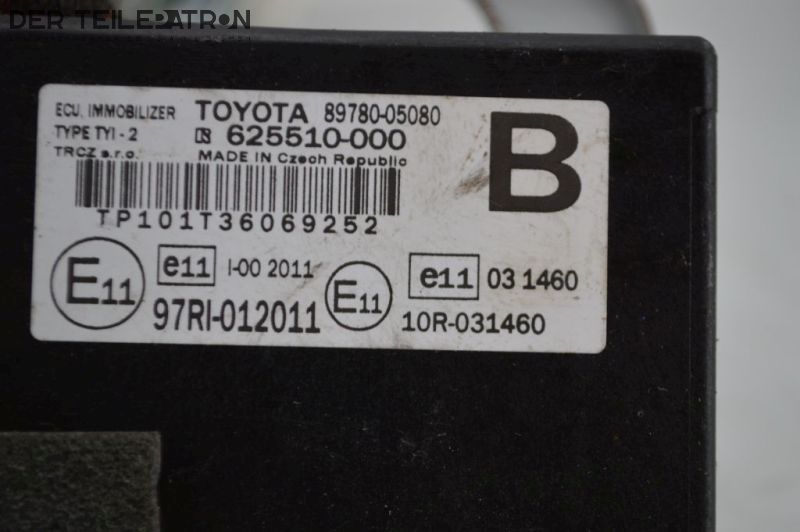 DER TEILEPATRON
ECU, IMMOBILIZER TOYOTA 89780-05080
TYPE TYI - 2 625510-000
TRCZ s.r.o. MADE IN Czech Republic
B
TP101T36069252
E11 e11 I-00 2011 E11 e11 03 1460
97RI-012011 10R-031460